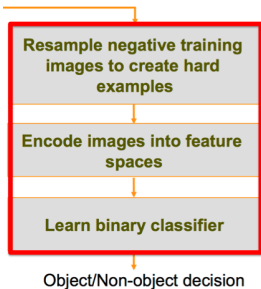 Resample negative training
images to create hard
examples
Encode images into feature
spaces
Learn binary classifier
Object/Non-object decision